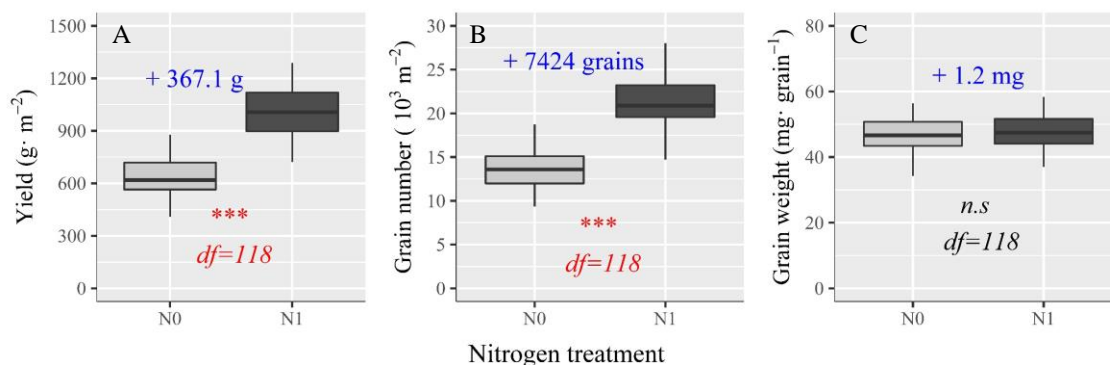 A
Yield (g· m⁻²)
1500
1200
900
600
300
0
+ 367.1 g
***
df=118
N0
N1
B
Grain number ( 10³ m⁻²)
30
25
20
15
10
5
0
+ 7424 grains
***
df=118
N0
N1
C
Grain weight (mg· grain⁻¹)
80
60
40
20
0
+ 1.2 mg
n.s
df=118
N0
N1
Nitrogen treatment